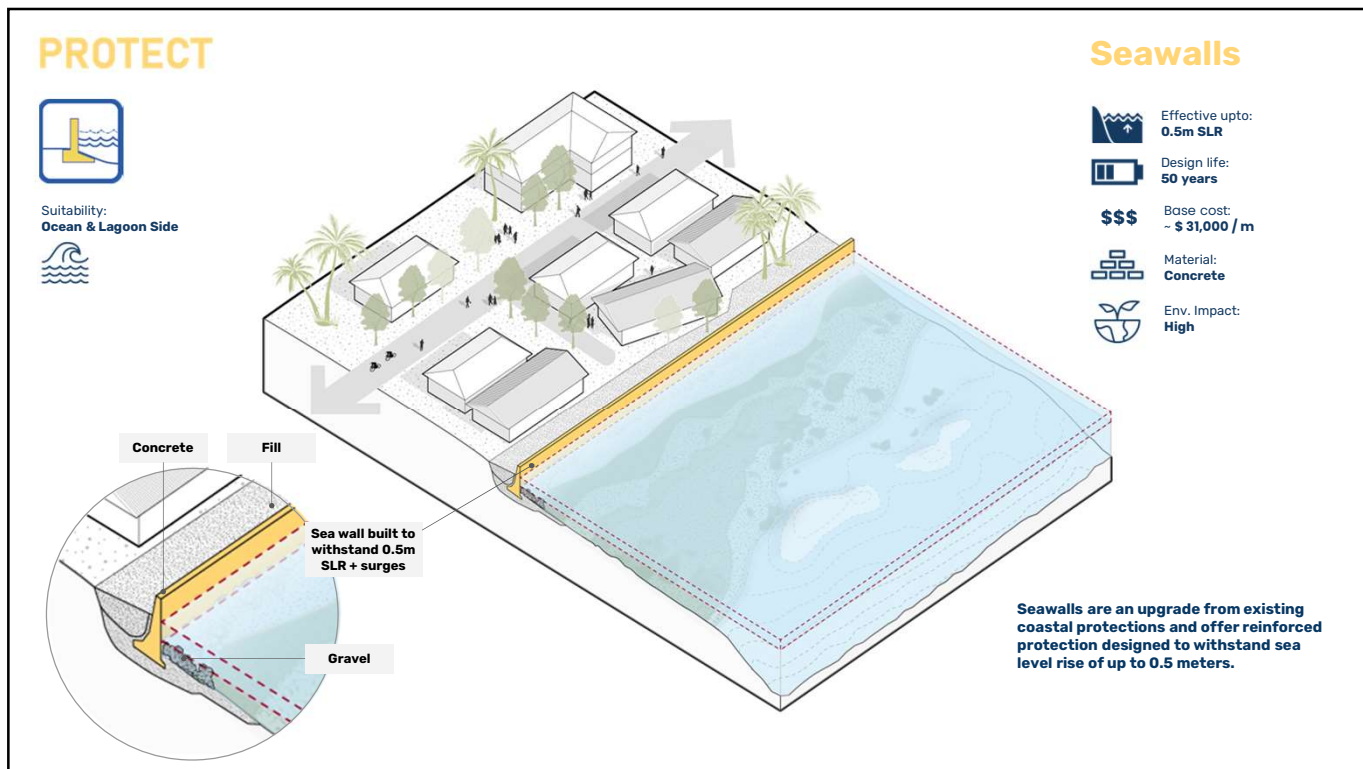 PROTECT
Suitability:
Ocean & Lagoon Side
Seawalls
Effective upto:
0.5m SLR
Design life:
50 years
$$$
Base cost:
~ $ 31,000 / m
Material:
Concrete
Env. Impact:
High
Concrete
Fill
Sea wall built to
withstand 0.5m
SLR + surges
Gravel
Seawalls are an upgrade from existing
coastal protections and offer reinforced
protection designed to withstand sea
level rise of up to 0.5 meters.